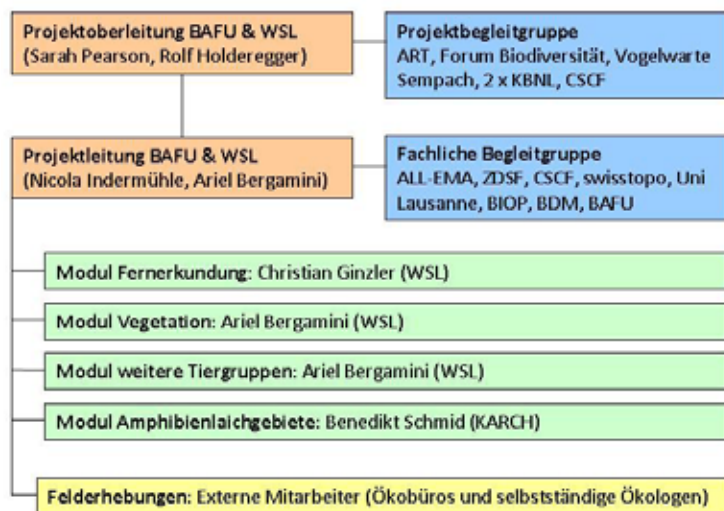 Projektoberleitung BAFU & WSL
(Sarah Pearson, Rolf Holderegger)
Projektbegleitgruppe
ART, Forum Biodiversität, Vogelwarte
Sempach, 2 x KBNL, CSCF
Projektleitung BAFU & WSL
(Nicola Indermühle, Ariel Bergamini)
Fachliche Begleitgruppe
ALL-EMA, ZDSF, CSCF, swisstopo, Uni
Lausanne, BIOP, BDM, BAFU
Modul Fernerkundung: Christian Ginzler (WSL)
Modul Vegetation: Ariel Bergamini (WSL)
Modul weitere Tiergruppen: Ariel Bergamini (WSL)
Modul Amphibienlaichgebiete: Benedikt Schmid (KARCH)
Felderhebungen: Externe Mitarbeiter (Ökobüros und selbstständige Ökologen)